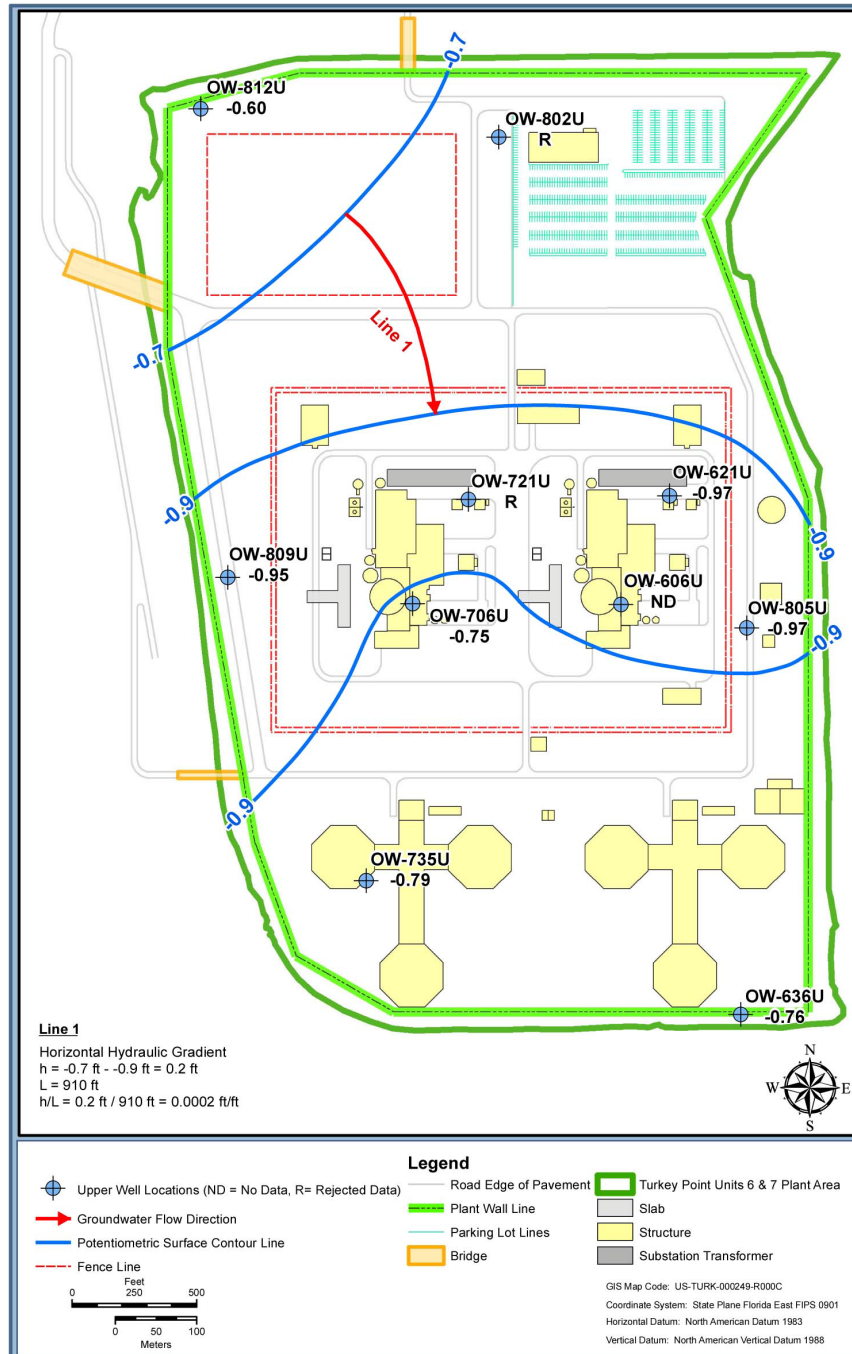 -0.7
OW-812U
-0.60
OW-802U
R
Line 1
-0.7
OW-721U
R
OW-621U
-0.97
-0.9
-0.9
OW-809U
-0.95
OW-706U
-0.75
OW-606U
ND
OW-805U
-0.97
-0.9
-0.9
OW-735U
-0.79
OW-636U
-0.76
Line 1
Horizontal Hydraulic Gradient
h = -0.7 ft - -0.9 ft = 0.2 ft
L = 910 ft
h/L = 0.2 ft / 910 ft = 0.0002 ft/ft
N
W E
S
Legend
Upper Well Locations (ND = No Data, R= Rejected Data)
Groundwater Flow Direction
Potentiometric Surface Contour Line
Fence Line
Road Edge of Pavement
Plant Wall Line
Parking Lot Lines
Bridge
Turkey Point Units 6 & 7 Plant Area
Slab
Structure
Substation Transformer
Feet
0 250 500
0 50 100
Meters
GIS Map Code: US-TURK-000249-R000C
Coordinate System: State Plane Florida East FIPS 0901
Horizontal Datum: North American Datum 1983
Vertical Datum: North American Vertical Datum 1988